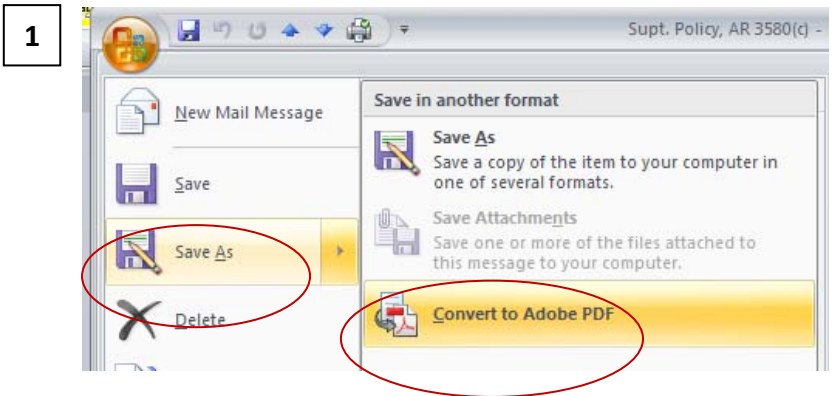 1
Supt. Policy, AR 3580(c) -
New Mail Message
Save
Save As
Delete
Save in another format
Save As
Save a copy of the item to your computer in
one of several formats.
Save Attachments
Save one or more of the files attached to
this message to your computer.
Convert to Adobe PDF